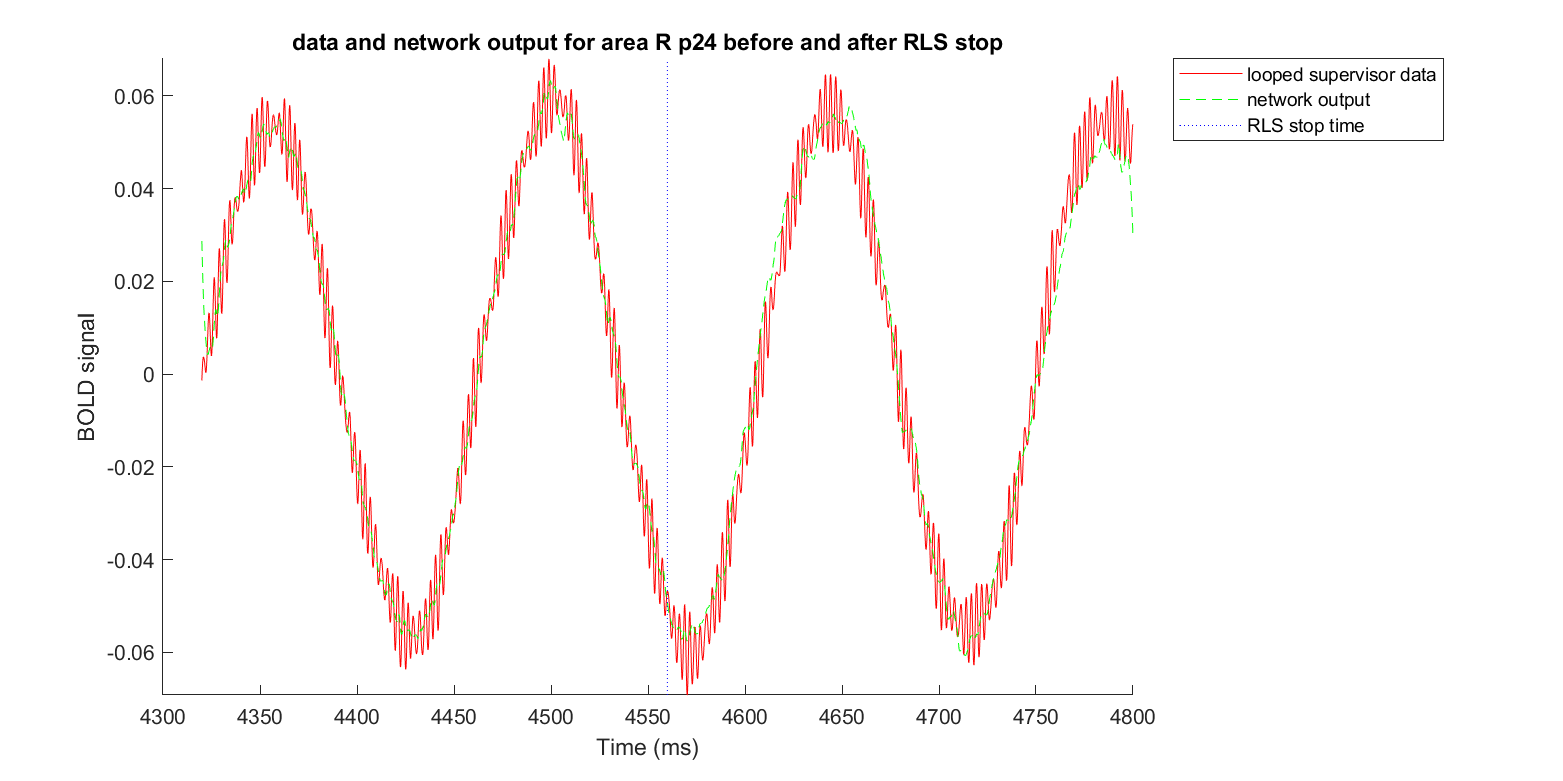 data and network output for area R p24 before and after RLS stop
looped supervisor data
network output
RLS stop time
BOLD signal
0.06
0.04
0.02
0
-0.02
-0.04
-0.06
4300 4350 4400 4450 4500 4550 4600 4650 4700 4750 4800
Time (ms)